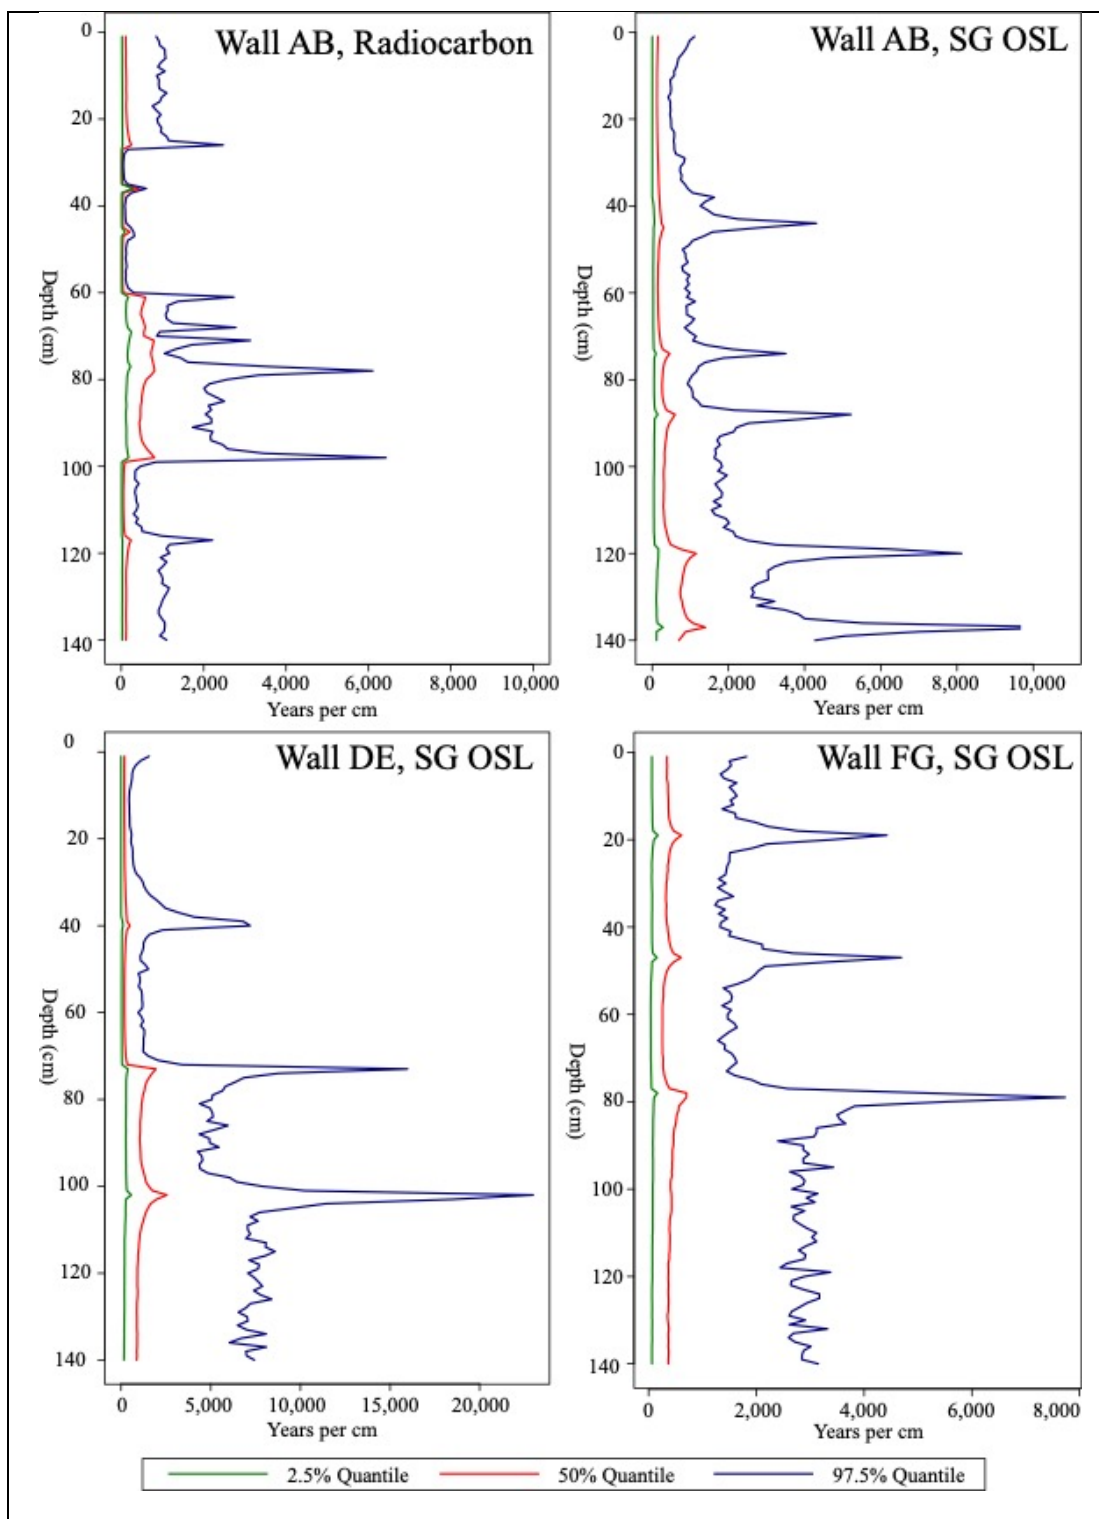 Wall AB, Radiocarbon
0
20
40
60
80
100
120
140
Depth (cm)
0 2,000 4,000 6,000 8,000 10,000
Years per cm
Wall AB, SG OSL
0
20
40
60
80
100
120
140
Depth (cm)
0 2,000 4,000 6,000 8,000 10,000
Years per cm
Wall DE, SG OSL
0
20
40
60
80
100
120
140
Depth (cm)
0 5,000 10,000 15,000 20,000
Years per cm
Wall FG, SG OSL
0
20
40
60
80
100
120
140
Depth (cm)
0 2,000 4,000 6,000 8,000
Years per cm
2.5% Quantile 50% Quantile 97.5% Quantile